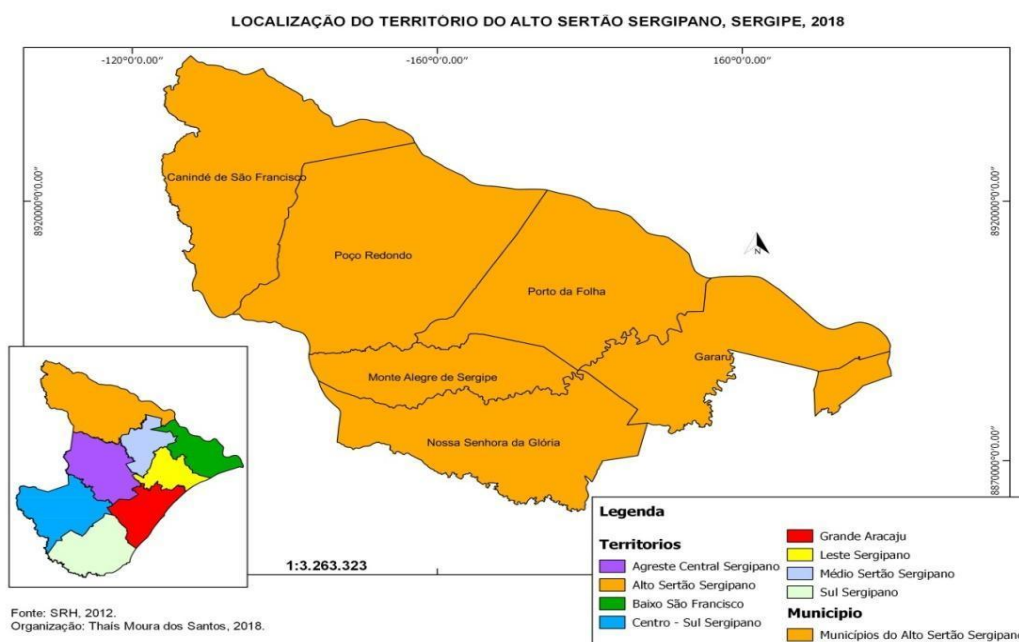 LOCALIZAÇÃO DO TERRITÓRIO DO ALTO SERTÃO SERGIPANO, SERGIPE, 2018
-120°0'0.00"
-160°0'0.00"
160°0'0.00"
8920000°0'0.00"
8920000°0'0.00"
Canindé de São Francisco
Poço Redondo
N
Porto da Folha
Gararu
Monte Alegre de Sergipe
Nossa Senhora da Glória
8870000°0'0.00"
1:3.263.323
Legenda
Territorios
Agreste Central Sergipano
Alto Sertão Sergipano
Baixo São Francisco
Centro - Sul Sergipano
Grande Aracaju
Leste Sergipano
Médio Sertão Sergipano
Sul Sergipano
Municipio
Municípios do Alto Sertão Sergipano
Fonte: SRH, 2012.
Organização: Thaís Moura dos Santos, 2018.